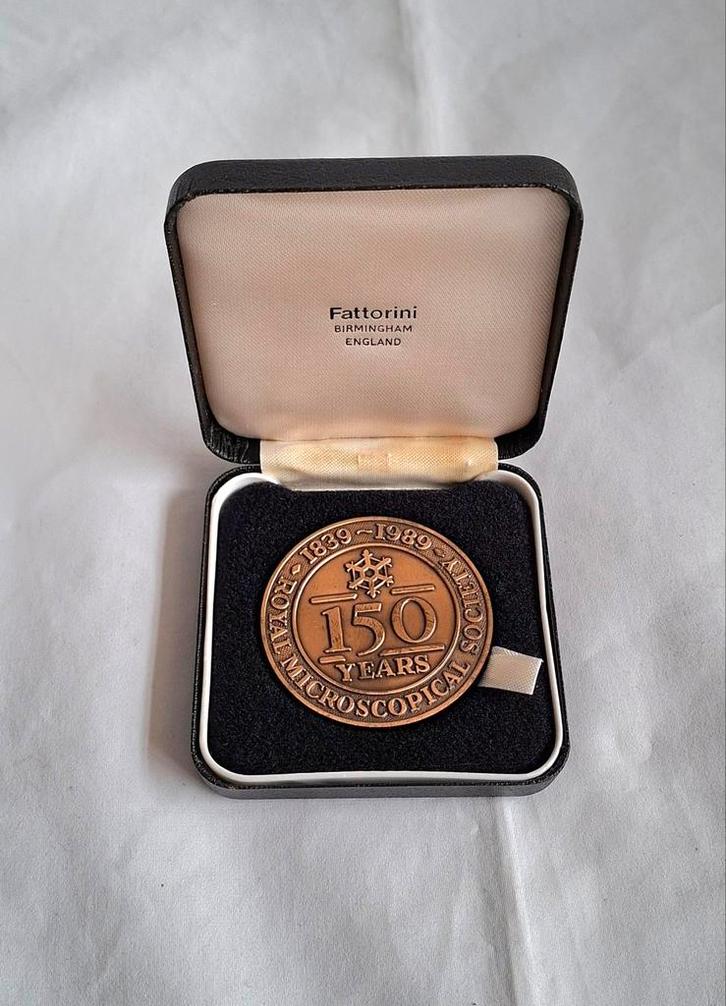 Fattorini
BIRMINGHAM
ENGLAND
1839~1989
150
YEARS
ROYAL MICROSCOPICAL SOCIETY